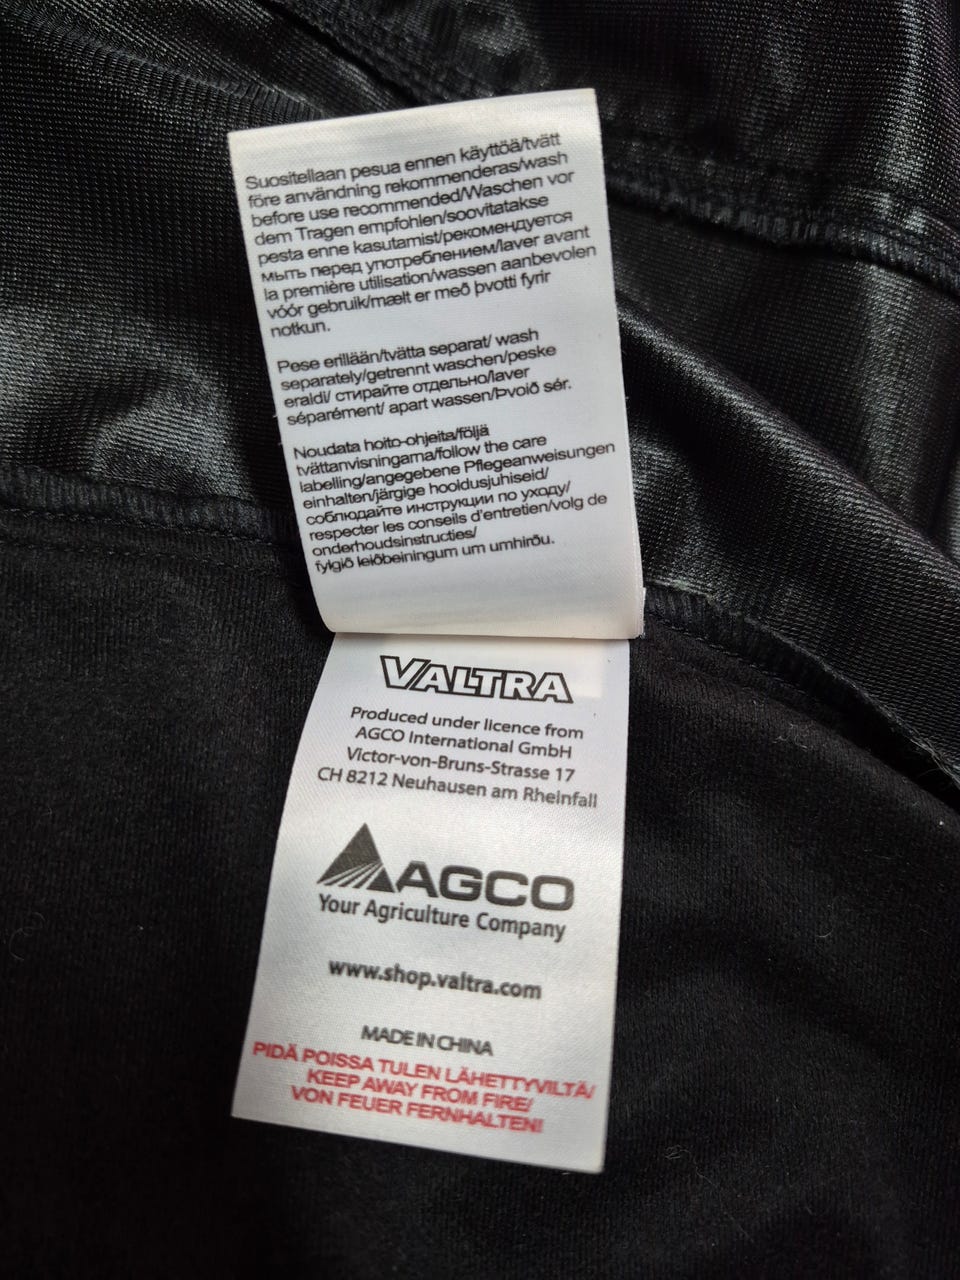 Suositellaan pesua ennen käyttöä/tvätt
före användning rekommenderas/wash
before use recommended/Waschen vor
dem Tragen empfohlen/soovitatakse
pesta enne kasutamist/рекомендуется
мыть перед употреблением/laver avant
la première utilisation/wassen aanbevolen
vóór gebruik/mælt er með þvotti fyrir
notkun.
Pese erillään/tvätta separat/ wash
separately/getrennt waschen/peske
eraldi/ стирайте отдельно/laver
séparément/ apart wassen/Þvoið sér.
Noudata hoito-ohjeita/följä
tvättanvisningarna/follow the care
labelling/angegebene Pflegeanweisungen
einhalten/järgige hooldusjuhiseid/
соблюдайте инструкции по уходу/
respecter les conseils d'entretien/volg de
onderhoudsinstructies/
fylgið leiðbeiningum um umhirðu.
VALTRA
Produced under licence from
AGCO International GmbH
Victor-von-Bruns-Strasse 17
CH 8212 Neuhausen am Rheinfall
AGCO
Your Agriculture Company
www.shop.valtra.com
MADE IN CHINA
PIDÄ POISSA TULEN LÄHETTYVILTÄ/
KEEP AWAY FROM FIRE/
VON FEUER FERNHALTEN!